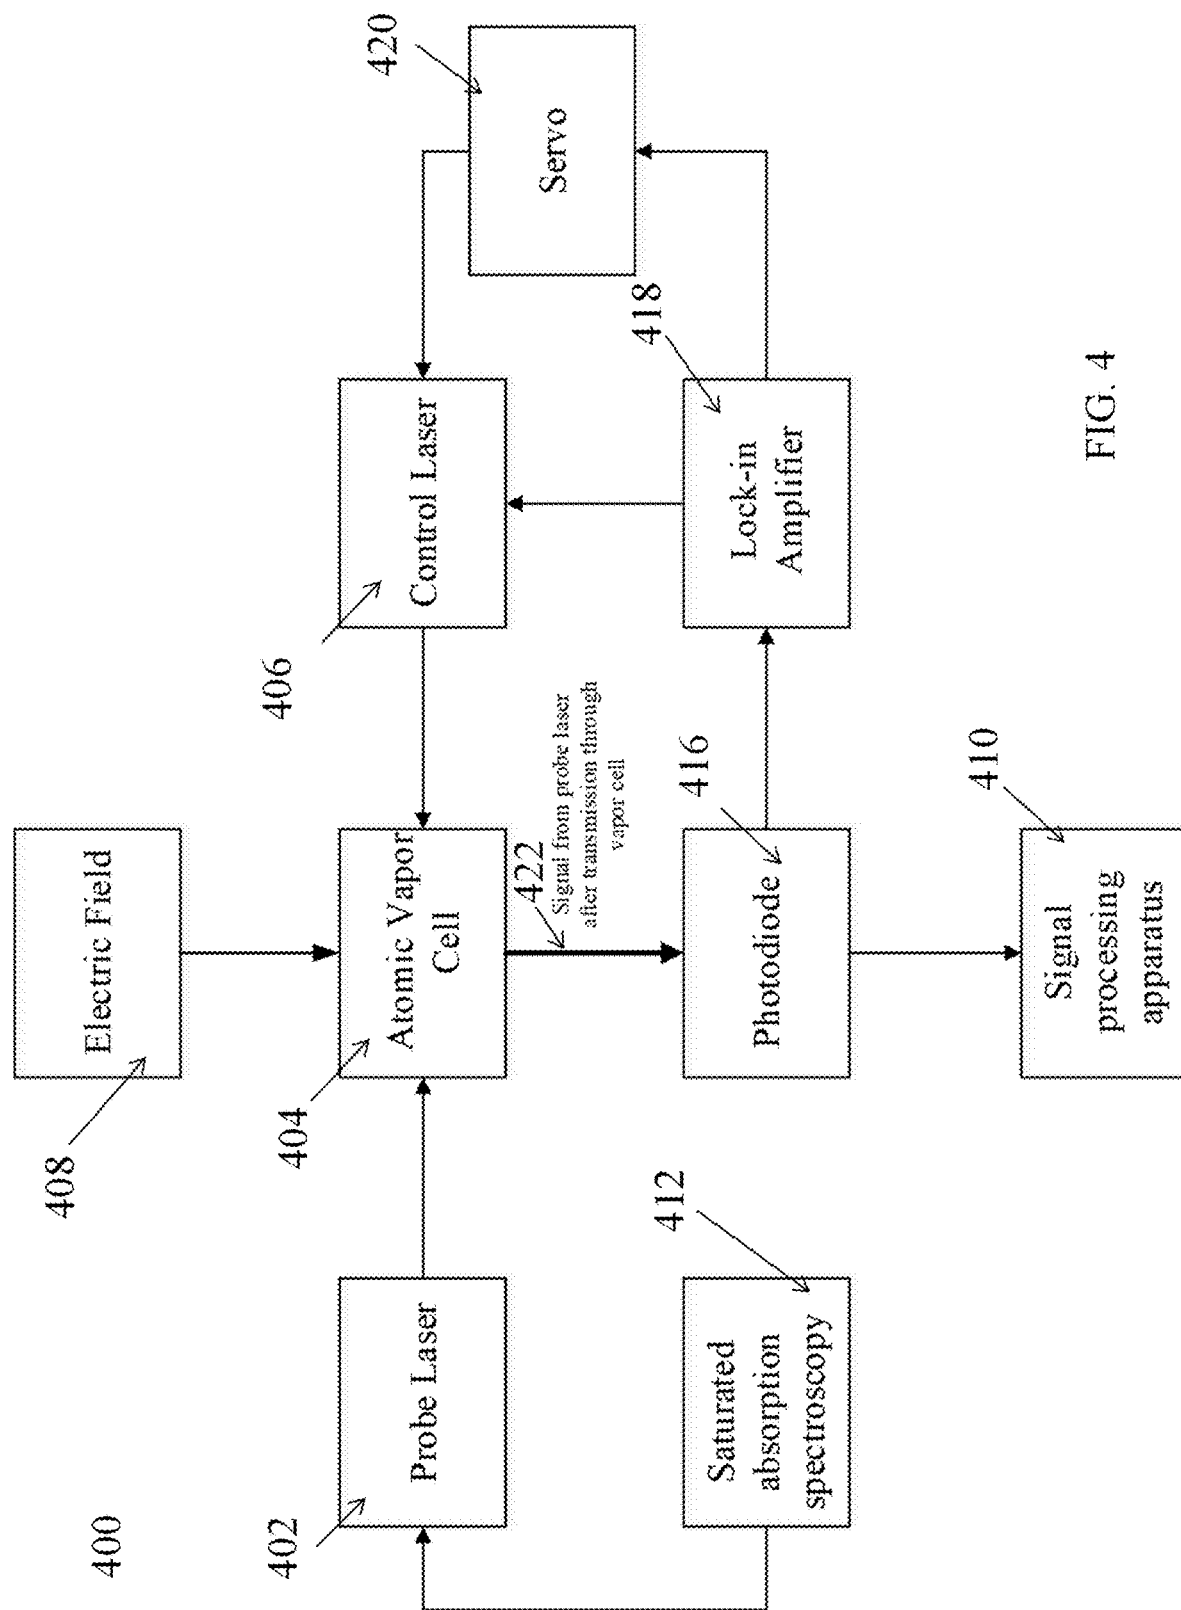 400
408
Electric Field
420
402
Probe Laser
404
Atomic Vapor
Cell
406
Control Laser
Servo
422
Signal from probe laser
after transmission through
vapor cell
412
Saturated
absorption
spectroscopy
416
Photodiode
418
Lock-in
Amplifier
410
Signal
processing
apparatus
FIG. 4